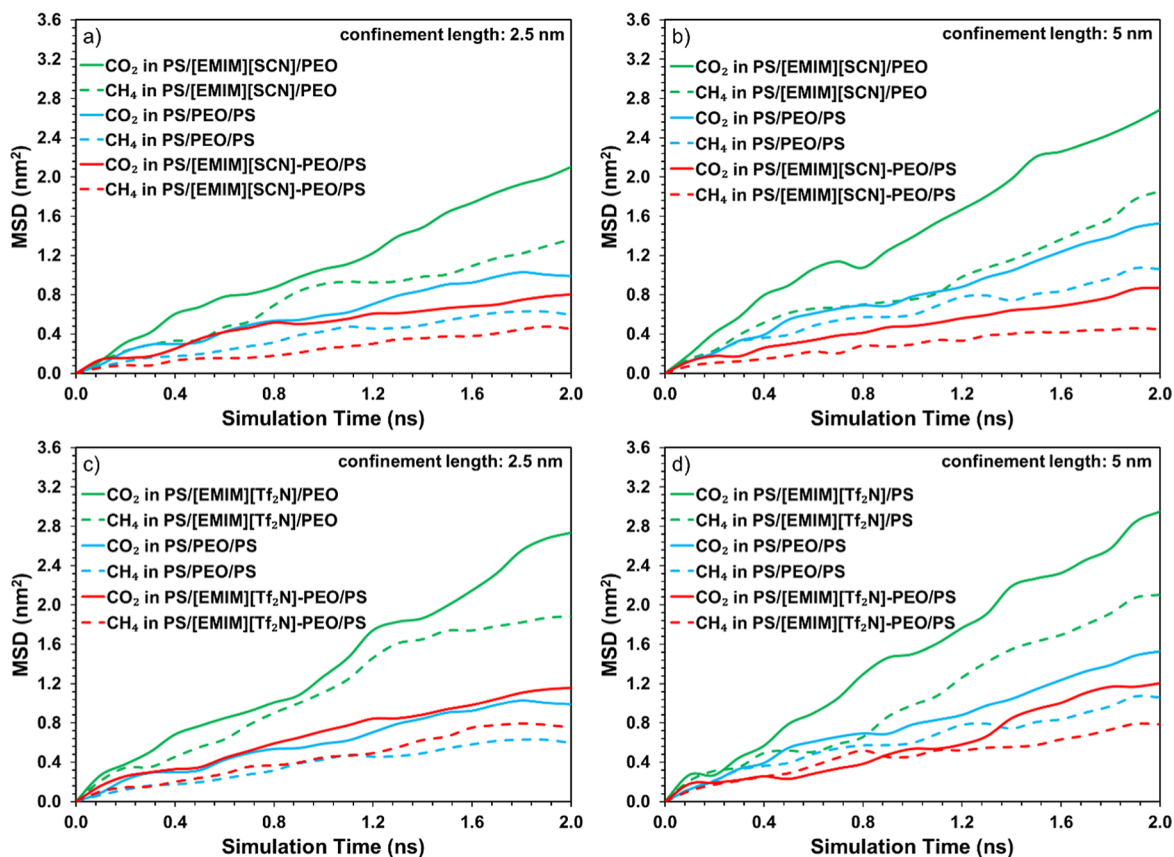 a)
confinement length: 2.5 nm
CO₂ in PS/[EMIM][SCN]/PEO
CH₄ in PS/[EMIM][SCN]/PEO
CO₂ in PS/PEO/PS
CH₄ in PS/PEO/PS
CO₂ in PS/[EMIM][SCN]-PEO/PS
CH₄ in PS/[EMIM][SCN]-PEO/PS
MSD (nm²)
3.6
3.2
2.8
2.4
2.0
1.6
1.2
0.8
0.4
0.0
0.0 0.4 0.8 1.2 1.6 2.0
Simulation Time (ns)
b)
confinement length: 5 nm
CO₂ in PS/[EMIM][SCN]/PEO
CH₄ in PS/[EMIM][SCN]/PEO
CO₂ in PS/PEO/PS
CH₄ in PS/PEO/PS
CO₂ in PS/[EMIM][SCN]-PEO/PS
CH₄ in PS/[EMIM][SCN]-PEO/PS
MSD (nm²)
3.6
3.2
2.8
2.4
2.0
1.6
1.2
0.8
0.4
0.0
0.0 0.4 0.8 1.2 1.6 2.0
Simulation Time (ns)
c)
confinement length: 2.5 nm
CO₂ in PS/[EMIM][Tf₂N]/PEO
CH₄ in PS/[EMIM][Tf₂N]/PEO
CO₂ in PS/PEO/PS
CH₄ in PS/PEO/PS
CO₂ in PS/[EMIM][Tf₂N]-PEO/PS
CH₄ in PS/[EMIM][Tf₂N]-PEO/PS
MSD (nm²)
3.6
3.2
2.8
2.4
2.0
1.6
1.2
0.8
0.4
0.0
0.0 0.4 0.8 1.2 1.6 2.0
Simulation Time (ns)
d)
confinement length: 5 nm
CO₂ in PS/[EMIM][Tf₂N]/PS
CH₄ in PS/[EMIM][Tf₂N]/PS
CO₂ in PS/PEO/PS
CH₄ in PS/PEO/PS
CO₂ in PS/[EMIM][Tf₂N]-PEO/PS
CH₄ in PS/[EMIM][Tf₂N]-PEO/PS
MSD (nm²)
3.6
3.2
2.8
2.4
2.0
1.6
1.2
0.8
0.4
0.0
0.0 0.4 0.8 1.2 1.6 2.0
Simulation Time (ns)